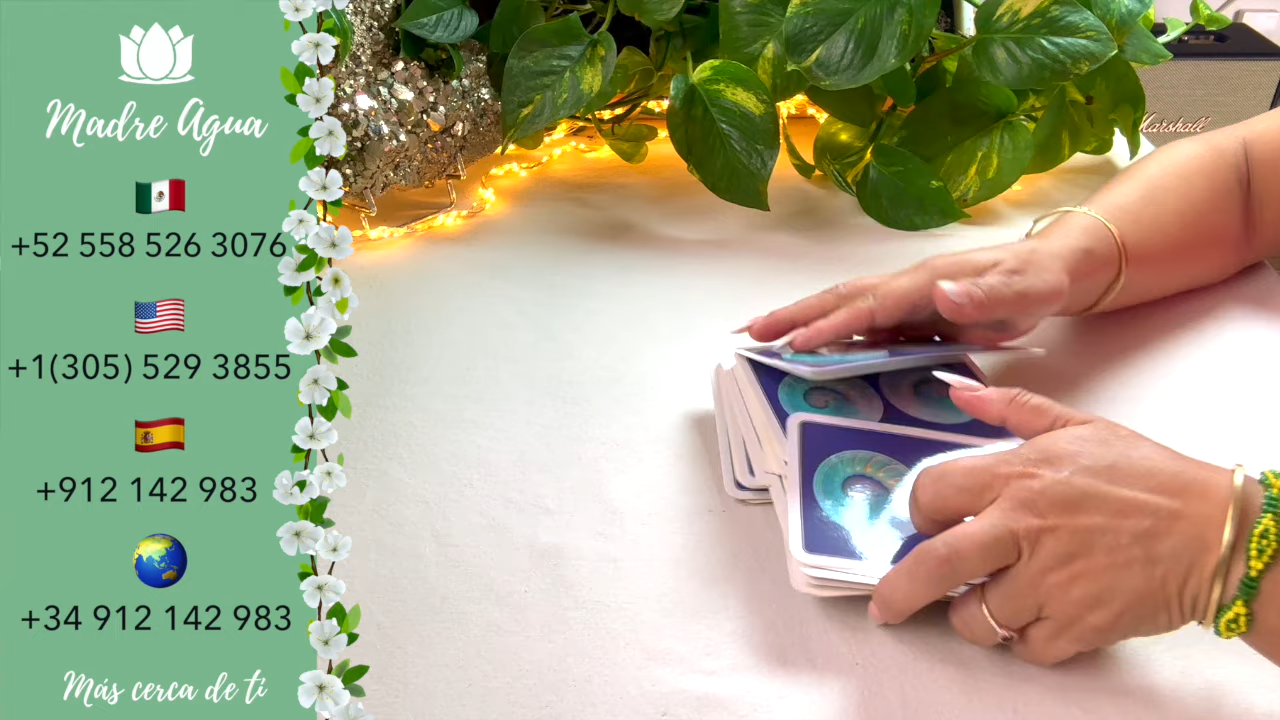 Madre Agua
+52 558 526 3076
+1(305) 529 3855
+912 142 983
+34 912 142 983
Más cerca de ti
Marshall